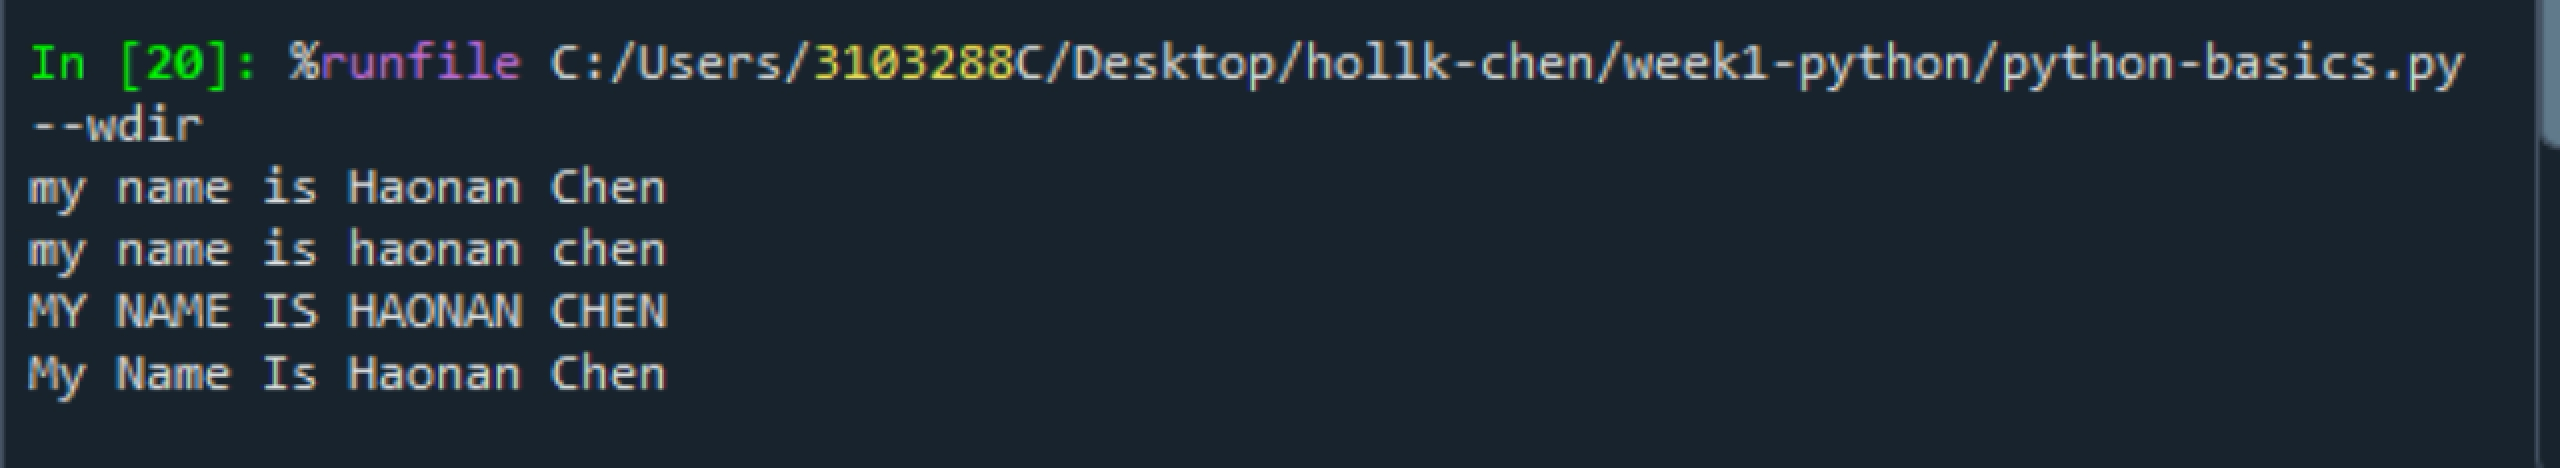 In [20]: %runfile C:/Users/3103288C/Desktop/hollk-chen/week1-python/python-basics.py
--wdir
my name is Haonan Chen
my name is haonan chen
MY NAME IS HAONAN CHEN
My Name Is Haonan Chen